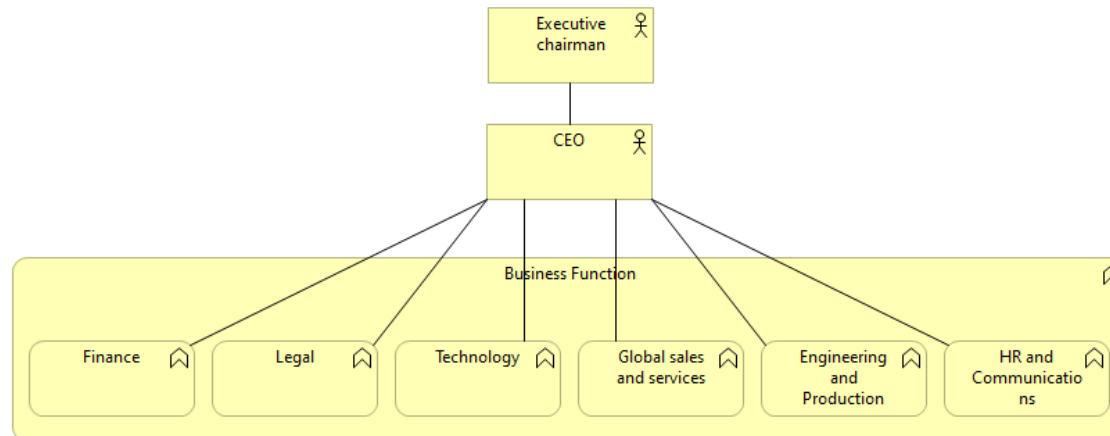 Executive
chairman
CEO
Business Function
Finance
Legal
Technology
Global sales
and services
Engineering
and
Production
HR and
Communicatio
ns